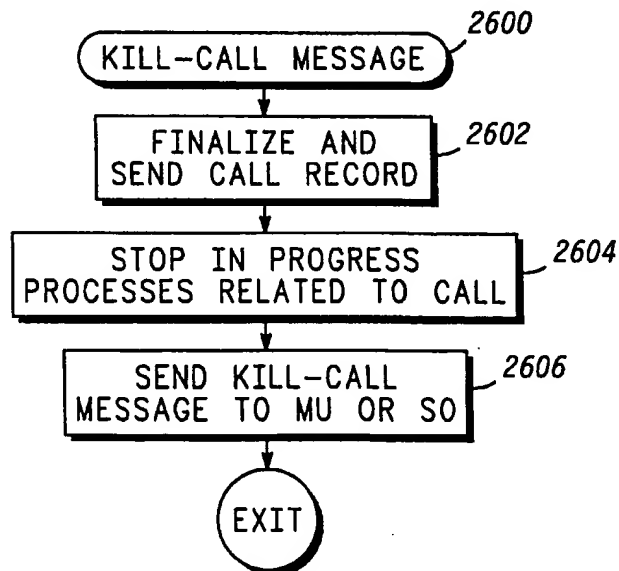 2600
KILL-CALL MESSAGE
2602
FINALIZE AND
SEND CALL RECORD
2604
STOP IN PROGRESS
PROCESSES RELATED TO CALL
2606
SEND KILL-CALL
MESSAGE TO MU OR SO
EXIT